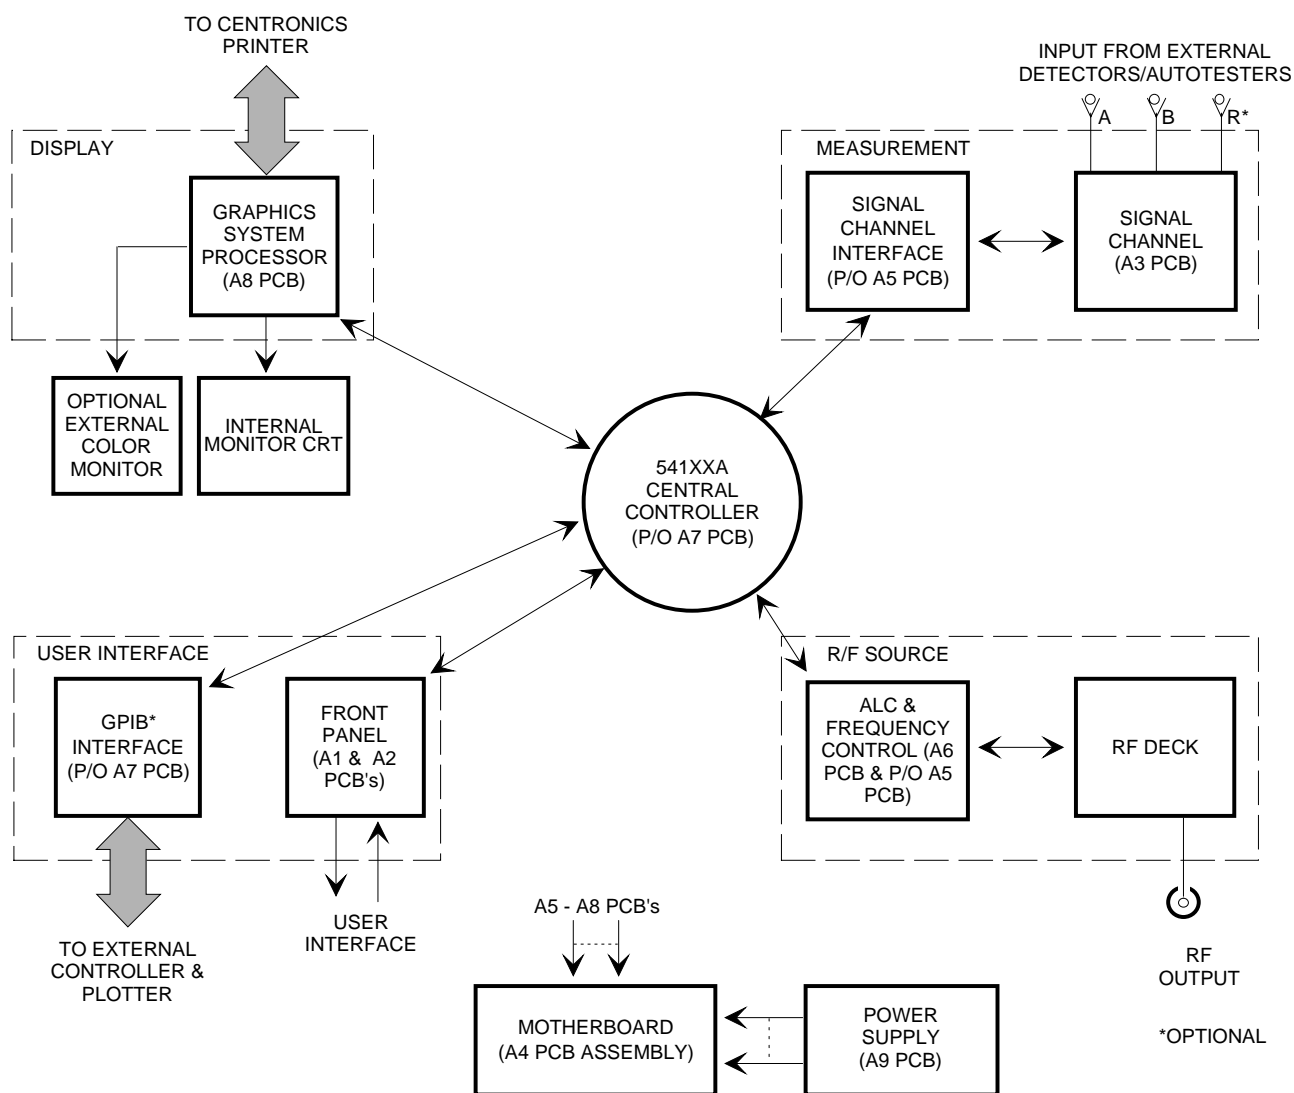 TO CENTRONICS
PRINTER
INPUT FROM EXTERNAL
DETECTORS/AUTOTESTERS
A
B
R*
DISPLAY
GRAPHICS
SYSTEM
PROCESSOR
(A8 PCB)
OPTIONAL
EXTERNAL
COLOR
MONITOR
INTERNAL
MONITOR CRT
MEASUREMENT
SIGNAL
CHANNEL
INTERFACE
(P/O A5 PCB)
SIGNAL
CHANNEL
(A3 PCB)
541XXA
CENTRAL
CONTROLLER
(P/O A7 PCB)
USER INTERFACE
GPIB*
INTERFACE
(P/O A7 PCB)
FRONT
PANEL
(A1 & A2
PCB's)
USER
INTERFACE
TO EXTERNAL
CONTROLLER &
PLOTTER
R/F SOURCE
ALC &
FREQUENCY
CONTROL (A6
PCB & P/O A5
PCB)
RF DECK
RF
OUTPUT
A5 - A8 PCB's
MOTHERBOARD
(A4 PCB ASSEMBLY)
POWER
SUPPLY
(A9 PCB)
*OPTIONAL